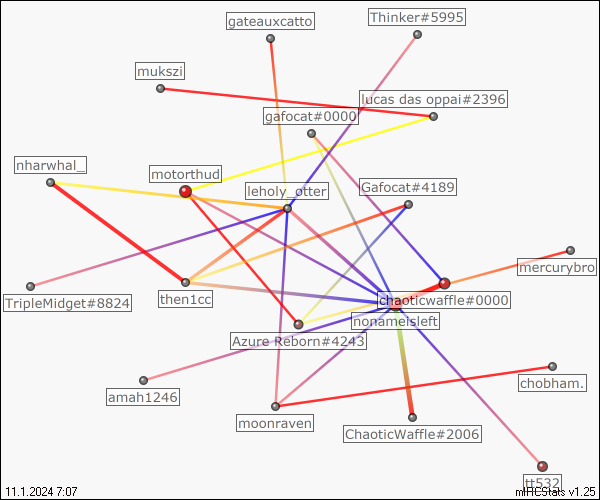 gateauxcatto
Thinker#5995
mukszi
lucas das oppai#2396
gafocat#0000
nharwhal_
motorthud
leholy_otter
Gafocat#4189
mercurybro
TripleMidget#8824
then1cc
chaoticwaffle#0000
nonameisleft
Azure Reborn#4243
amah1246
chobham.
moonraven
ChaoticWaffle#2006
tt532
11.1.2024 7:07
mIRCStats v1.25